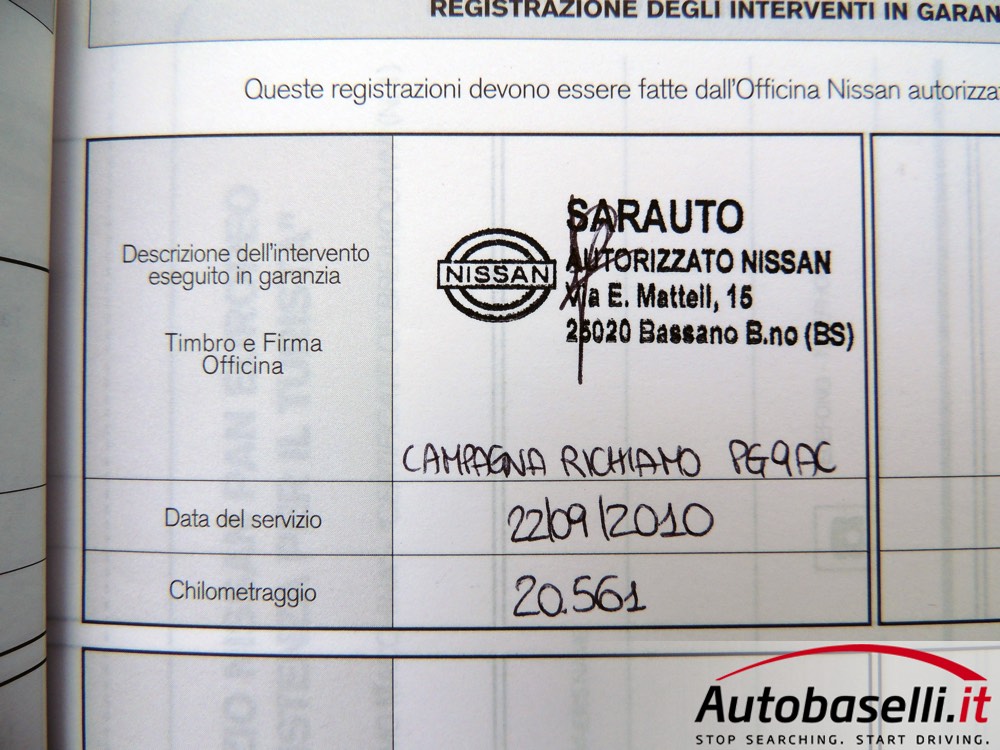 REGISTRAZIONE DEGLI INTERVENTI IN GARAN
Queste registrazioni devono essere fatte dall'Officina Nissan autorizza
Descrizione dell'intervento
eseguito in garanzia
Timbro e Firma
Officina
NISSAN
SARAUTO
AUTORIZZATO NISSAN
Via E. Mattei, 15
25020 Bassano B.no (BS)
CAMPAGNA RICHIAMO PG9AC
Data del servizio
22/09/2010
Chilometraggio
20.561
Autobaselli.it
STOP SEARCHING. START DRIVING.